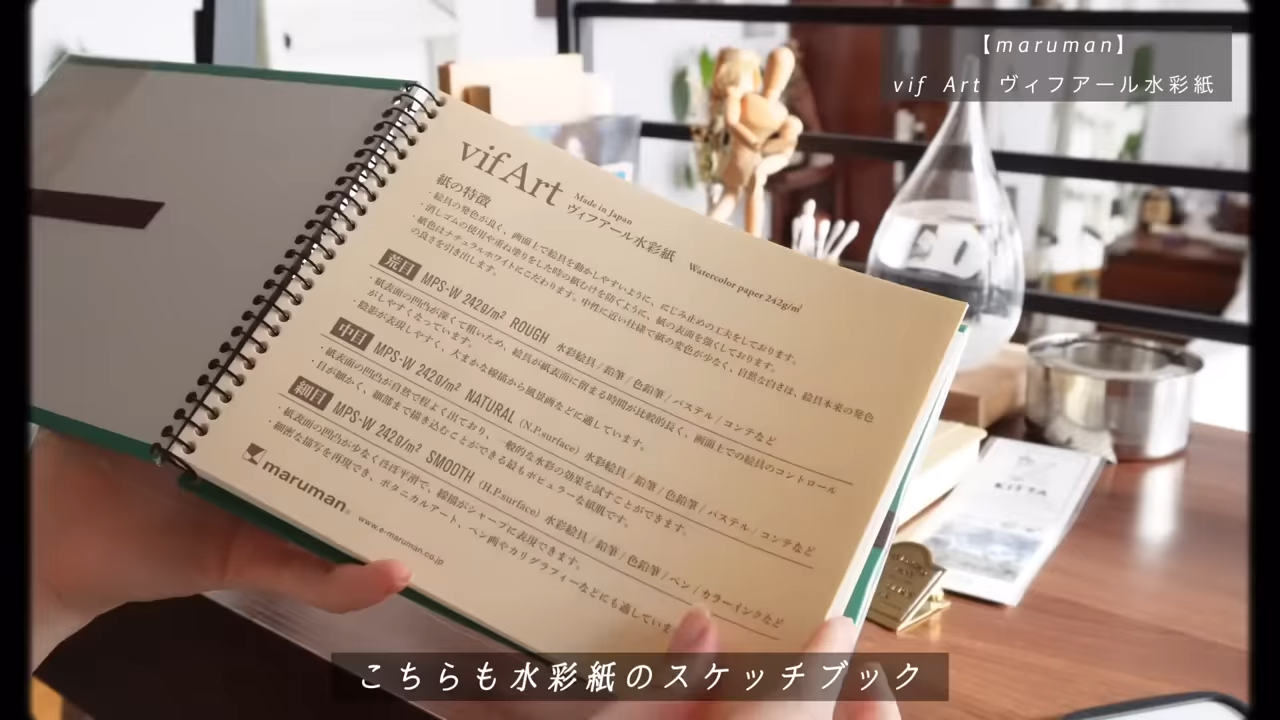 【maruman】
vif Art ヴィフアール水彩紙
vifArt
Made in Japan
ヴィフアール水彩紙 Watercolor paper 242g/㎡
紙の特徴
・絵具の発色が良く、画面上で絵具を動かしやすいように、にじみ止めの工夫をしております。
・消しゴムの使用や重ね塗りをした時の紙むけを防ぐように、紙の表面を強くしております。
・紙色はナチュラルホワイトにこだわります。中性に近い仕様で紙の変色が少なく、自然な白さは、絵具本来の発色
の良さを引き出します。
荒目 MPS-W 242g/m² ROUGH 水彩絵具 / 鉛筆 / 色鉛筆 / パステル / コンテなど
・紙表面の凹凸が深くて粗いため、絵具が紙表面に留まる時間が比較的長く、画面上での絵具のコントロール
がしやすくなっています。
・陰影が表現しやすく、大まかな線描から風景画などに適しています。
中目 MPS-W 242g/m² NATURAL (N.P.surface) 水彩絵具 / 鉛筆 / 色鉛筆 / パステル / コンテなど
・紙表面の凹凸が自然で程よく出ており、一般的な水彩の効果を試すことができます。
・目が細かく、細部まで描き込むことができる最もポピュラーな紙肌です。
細目 MPS-W 242g/m² SMOOTH (H.P.surface) 水彩絵具 / 鉛筆 / 色鉛筆 / ペン / カラーインクなど
・紙表面の凹凸が少なくほぼ平滑で、線描がシャープに表現できます。
・細密な描写を再現でき、ボタニカルアート、ペン画やカリグラフィーなどにも適していま
maruman® www.e-maruman.co.jp
KITTA
こちらも水彩紙のスケッチブック